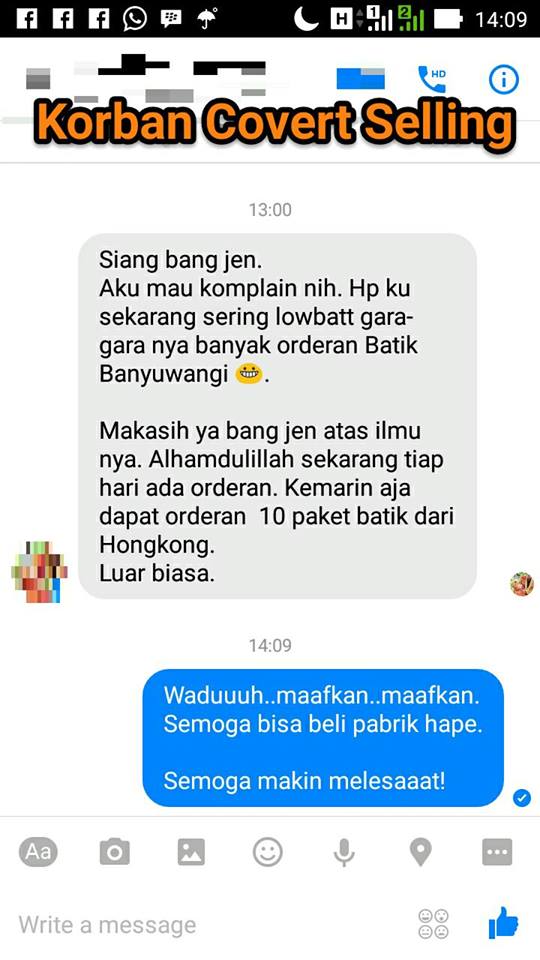 14:09
HD
Korban Covert Selling
13:00
Siang bang jen.
Aku mau komplain nih. Hp ku
sekarang sering lowbatt gara-
gara nya banyak orderan Batik
Banyuwangi 😁.
Makasih ya bang jen atas ilmu
nya. Alhamdulillah sekarang tiap
hari ada orderan. Kemarin aja
dapat orderan 10 paket batik dari
Hongkong.
Luar biasa.
14:09
Waduuuh..maafkan..maafkan.
Semoga bisa beli pabrik hape.
Semoga makin melesaaat!
Aa
Write a message